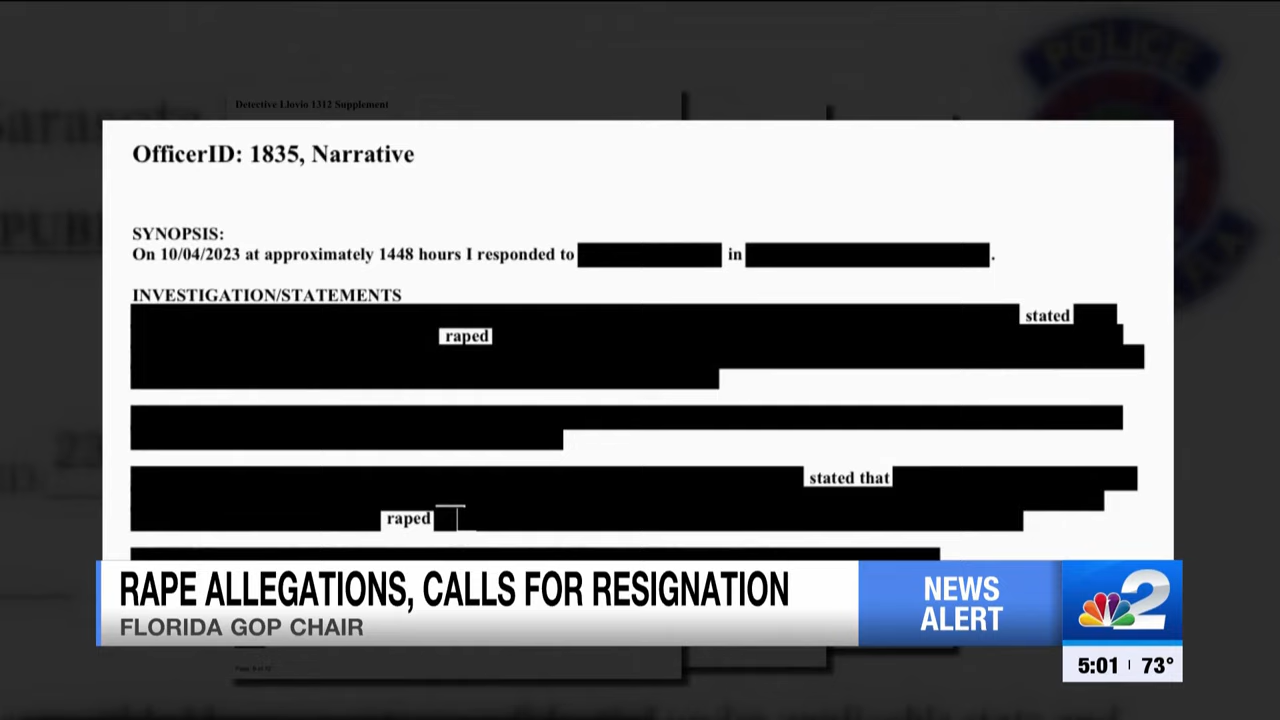 POLICE
Detective Llovio 1312 Supplement
OfficerID: 1835, Narrative
SYNOPSIS:
On 10/04/2023 at approximately 1448 hours I responded to in .
INVESTIGATION/STATEMENTS
stated
raped
stated that
raped
RAPE ALLEGATIONS, CALLS FOR RESIGNATION
FLORIDA GOP CHAIR
NEWS
ALERT
2
5:01 73°